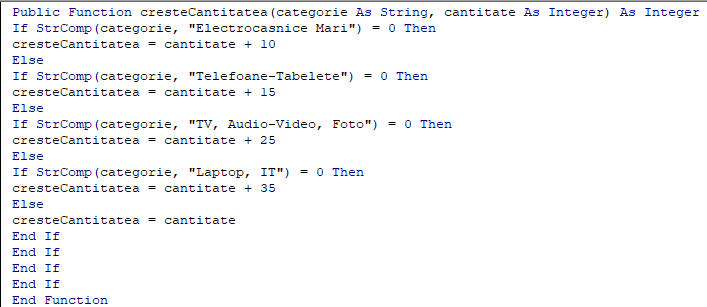 Public Function cresteCantitatea(categorie As String, cantitate As Integer) As Integer
If StrComp(categorie, "Electrocasnice Mari") = 0 Then
cresteCantitatea = cantitate + 10
Else
If StrComp(categorie, "Telefoane-Tabelete") = 0 Then
cresteCantitatea = cantitate + 15
Else
If StrComp(categorie, "TV, Audio-Video, Foto") = 0 Then
cresteCantitatea = cantitate + 25
Else
If StrComp(categorie, "Laptop, IT") = 0 Then
cresteCantitatea = cantitate + 35
Else
cresteCantitatea = cantitate
End If
End If
End If
End If
End Function